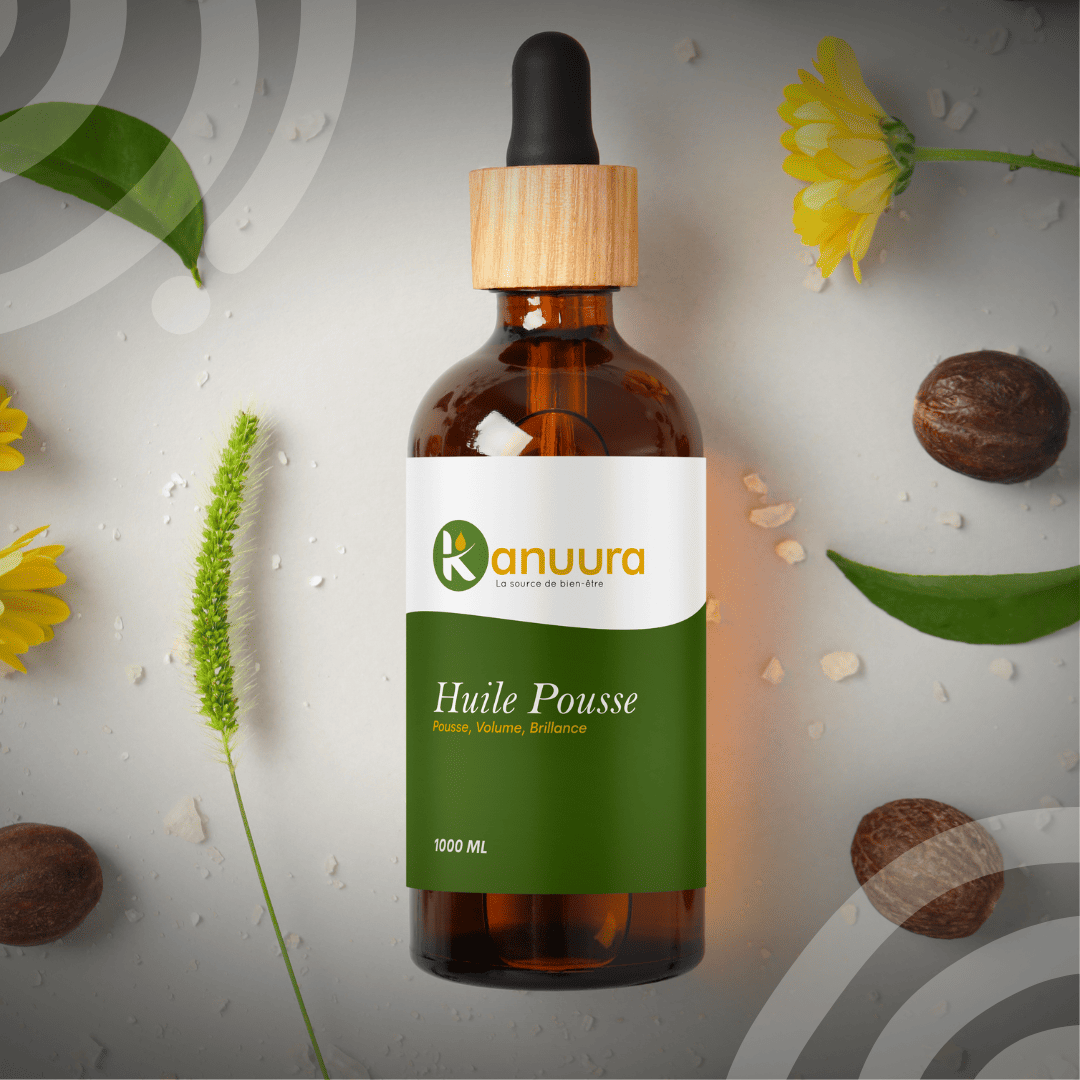 Kanuura
La source de bien-être
Huile Pousse
Pousse, Volume, Brillance
1000 ML